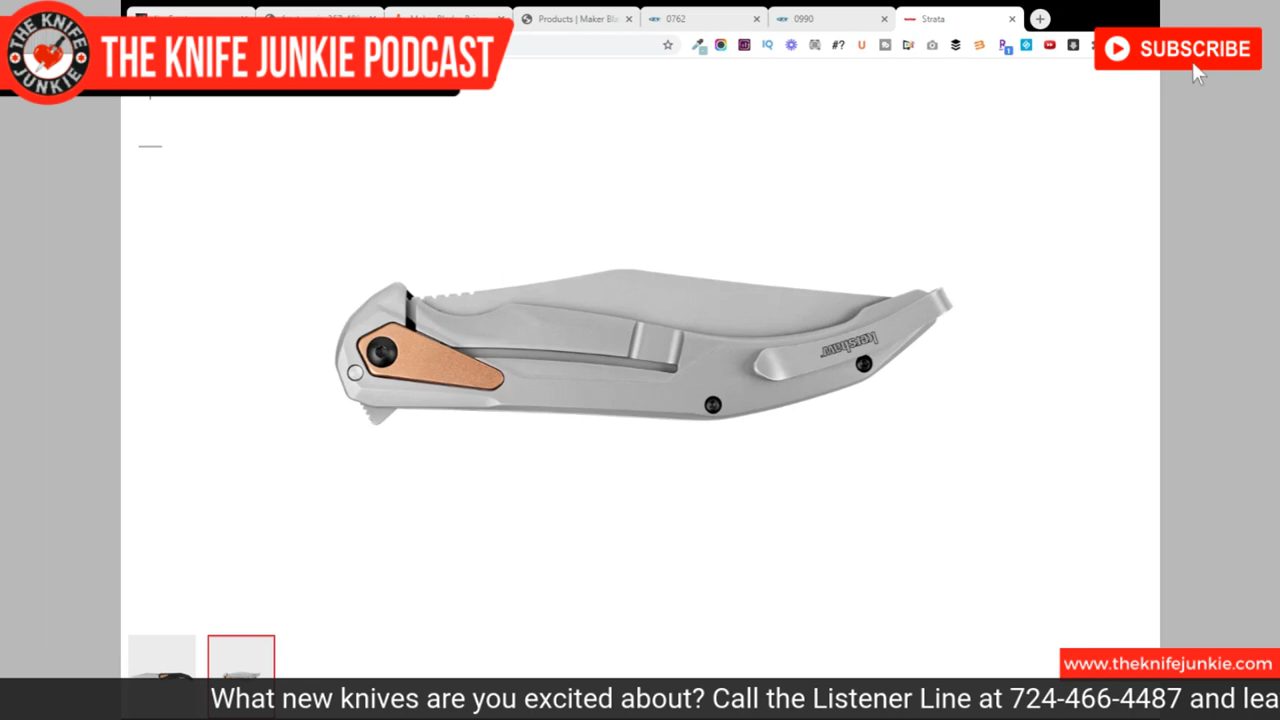 THE KNIFE
JUNKIE
THE KNIFE JUNKIE PODCAST
Products | Maker Bla
0762
0990
Strata
IQ
#?
U
SUBSCRIBE
kershaw
www.theknifejunkie.com
What new knives are you excited about? Call the Listener Line at 724-466-4487 and lea